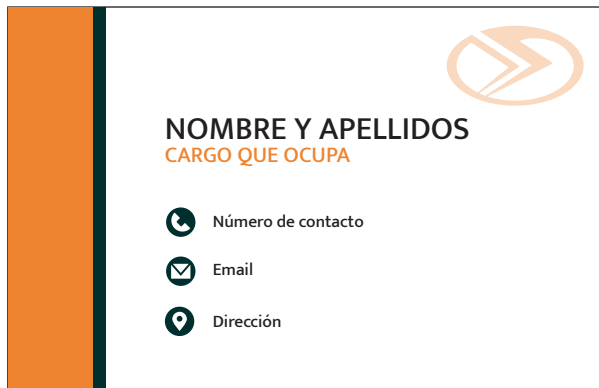 NOMBRE Y APELLIDOS
CARGO QUE OCUPA
Número de contacto
Email
Dirección